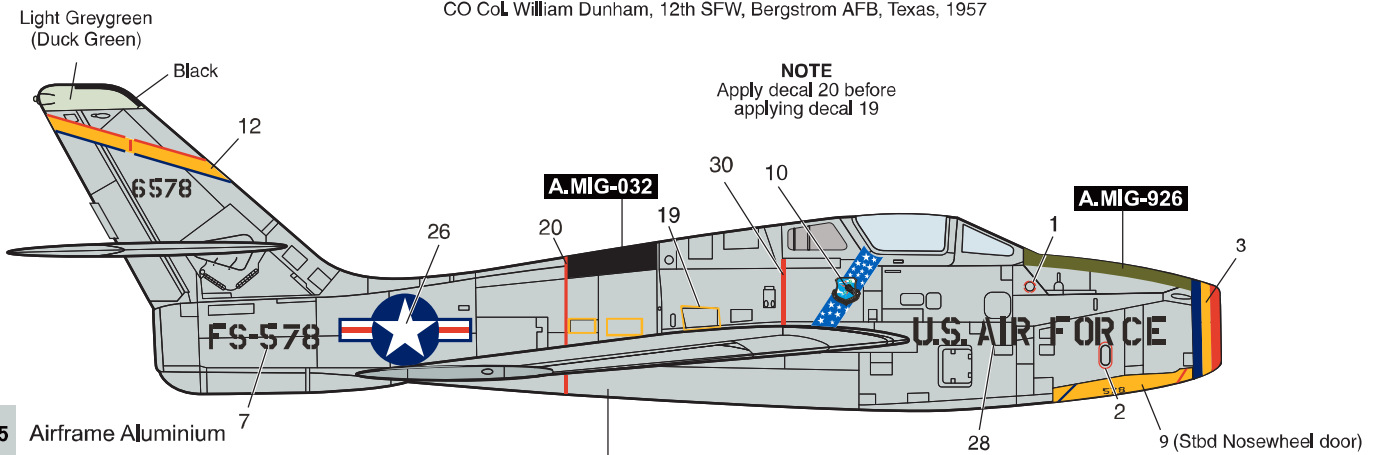 CO Col. William Dunham, 12th SFW, Bergstrom AFB, Texas, 1957
Light Greygreen
(Duck Green)
Black
NOTE
Apply decal 20 before
applying decal 19
12
6578
A.MIG-032
30
10
A.MIG-926
19
1
26
20
3
FS-578
U.S. AIR FORCE
578
7
2
28
9 (Stbd Nosewheel door)
5 Airframe Aluminium